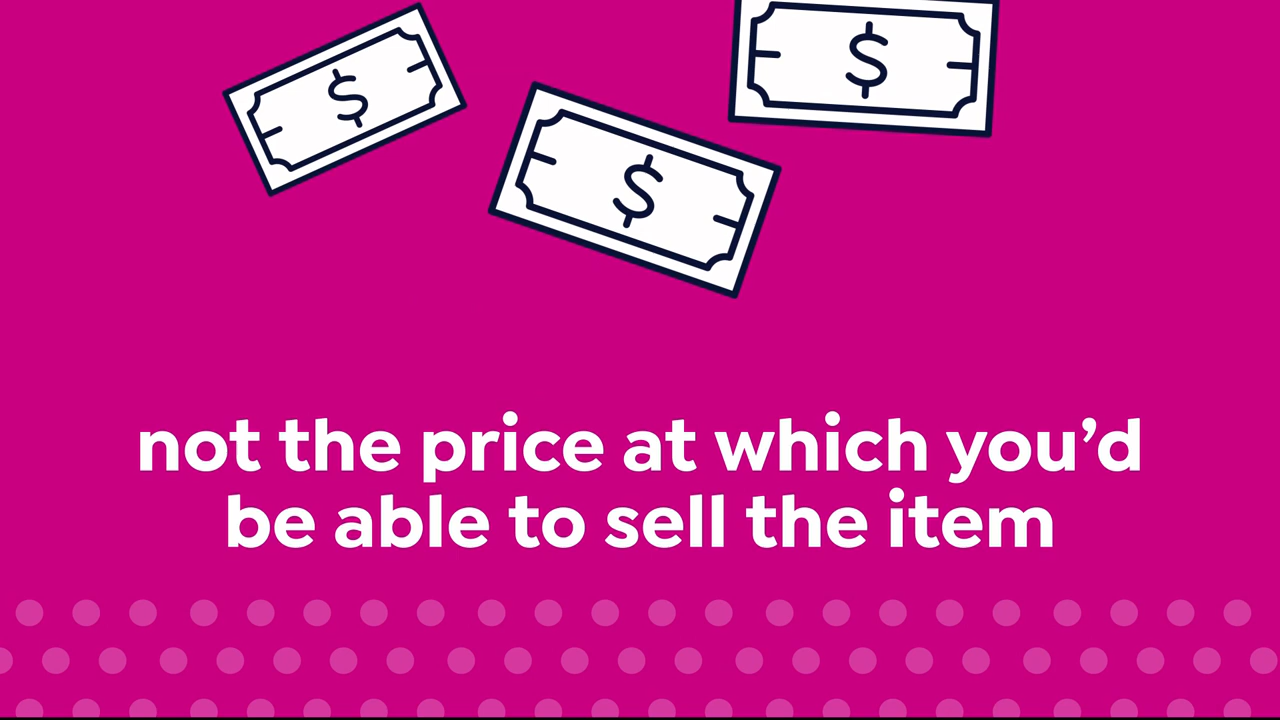 $
$
$
not the price at which you’d
be able to sell the item